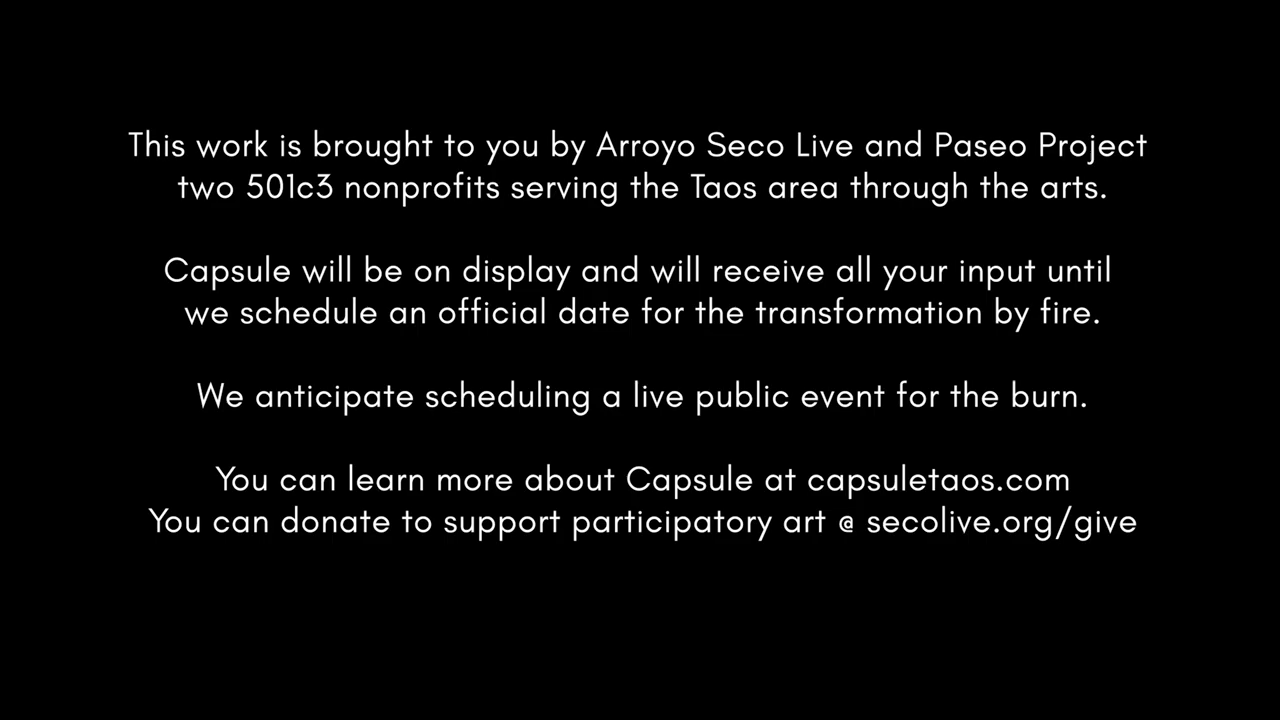 This work is brought to you by Arroyo Seco Live and Paseo Project
two 501c3 nonprofits serving the Taos area through the arts.
Capsule will be on display and will receive all your input until
we schedule an official date for the transformation by fire.
We anticipate scheduling a live public event for the burn.
You can learn more about Capsule at capsuletaos.com
You can donate to support participatory art @ secolive.org/give